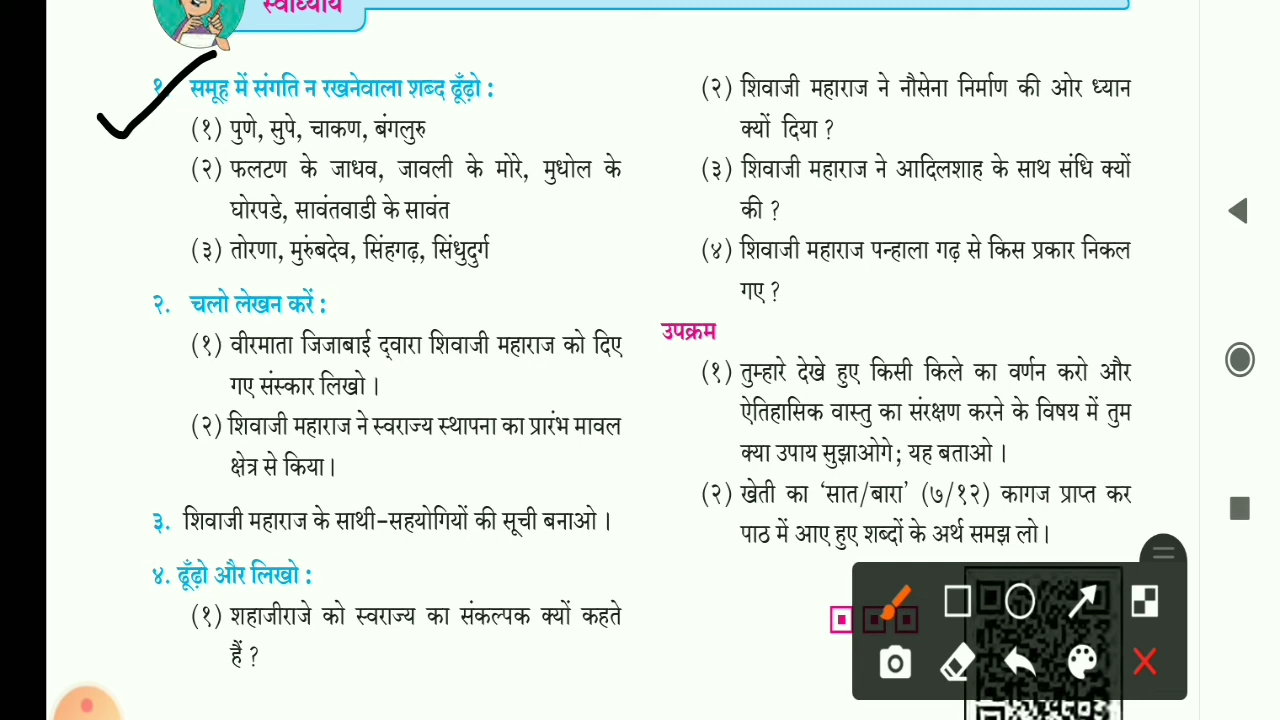 स्वाध्याय
१. समूह में संगति न रखनेवाला शब्द ढूँढ़ो :
(१) पुणे, सुपे, चाकण, बंगलुरु
(२) फलटण के जाधव, जावली के मोरे, मुधोल के
घोरपडे, सावंतवाडी के सावंत
(३) तोरणा, मुरुंबदेव, सिंहगढ़, सिंधुदुर्ग
२. चलो लेखन करें :
(१) वीरमाता जिजाबाई द्‌वारा शिवाजी महाराज को दिए
गए संस्कार लिखो ।
(२) शिवाजी महाराज ने स्वराज्य स्थापना का प्रारंभ मावल
क्षेत्र से किया ।
३. शिवाजी महाराज के साथी-सहयोगियों की सूची बनाओ ।
४. ढूँढ़ो और लिखो :
(१) शहाजीराजे को स्वराज्य का संकल्पक क्यों कहते
हैं ?
(२) शिवाजी महाराज ने नौसेना निर्माण की ओर ध्यान
क्यों दिया ?
(३) शिवाजी महाराज ने आदिलशाह के साथ संधि क्यों
की ?
(४) शिवाजी महाराज पन्हाला गढ़ से किस प्रकार निकल
गए ?
उपक्रम
(१) तुम्हारे देखे हुए किसी किले का वर्णन करो और
ऐतिहासिक वास्तु का संरक्षण करने के विषय में तुम
क्या उपाय सुझाओगे; यह बताओ ।
(२) खेती का ‘सात/बारा’ (७/१२) कागज प्राप्त कर
पाठ में आए हुए शब्दों के अर्थ समझ लो ।